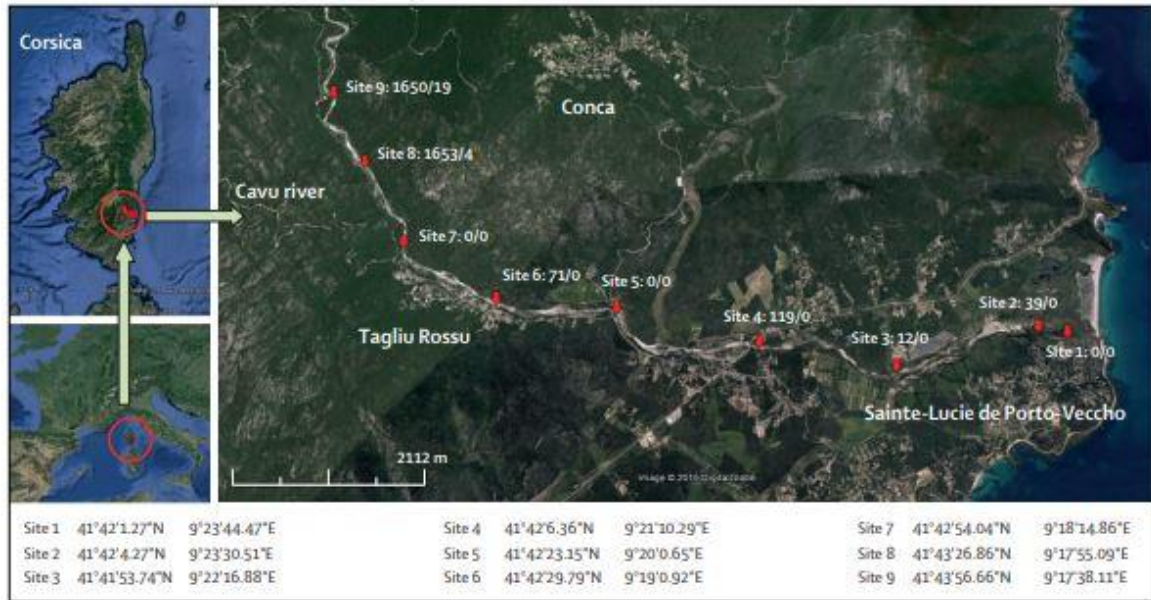 Corsica
Site 9: 1650/19
Conca
Site 8: 1653/4
Cavu river
Site 7: 0/0
Site 6: 71/0
Site 5: 0/0
Site 2: 39/0
Site 4: 119/0
Tagliu Rossu
Site 3: 12/0
Site 1: 0/0
Sainte-Lucie de Porto-Veccho
2112 m
Site 1 41°42'1.27"N 9°23'44.47"E
Site 2 41°42'4.27"N 9°23'30.51"E
Site 3 41°41'53.74"N 9°22'16.88"E
Site 4 41°42'6.36"N 9°21'10.29"E
Site 5 41°42'23.15"N 9°20'0.65"E
Site 6 41°42'29.79"N 9°19'0.92"E
Site 7 41°42'54.04"N 9°18'14.86"E
Site 8 41°43'26.86"N 9°17'55.09"E
Site 9 41°43'56.66"N 9°17'38.11"E